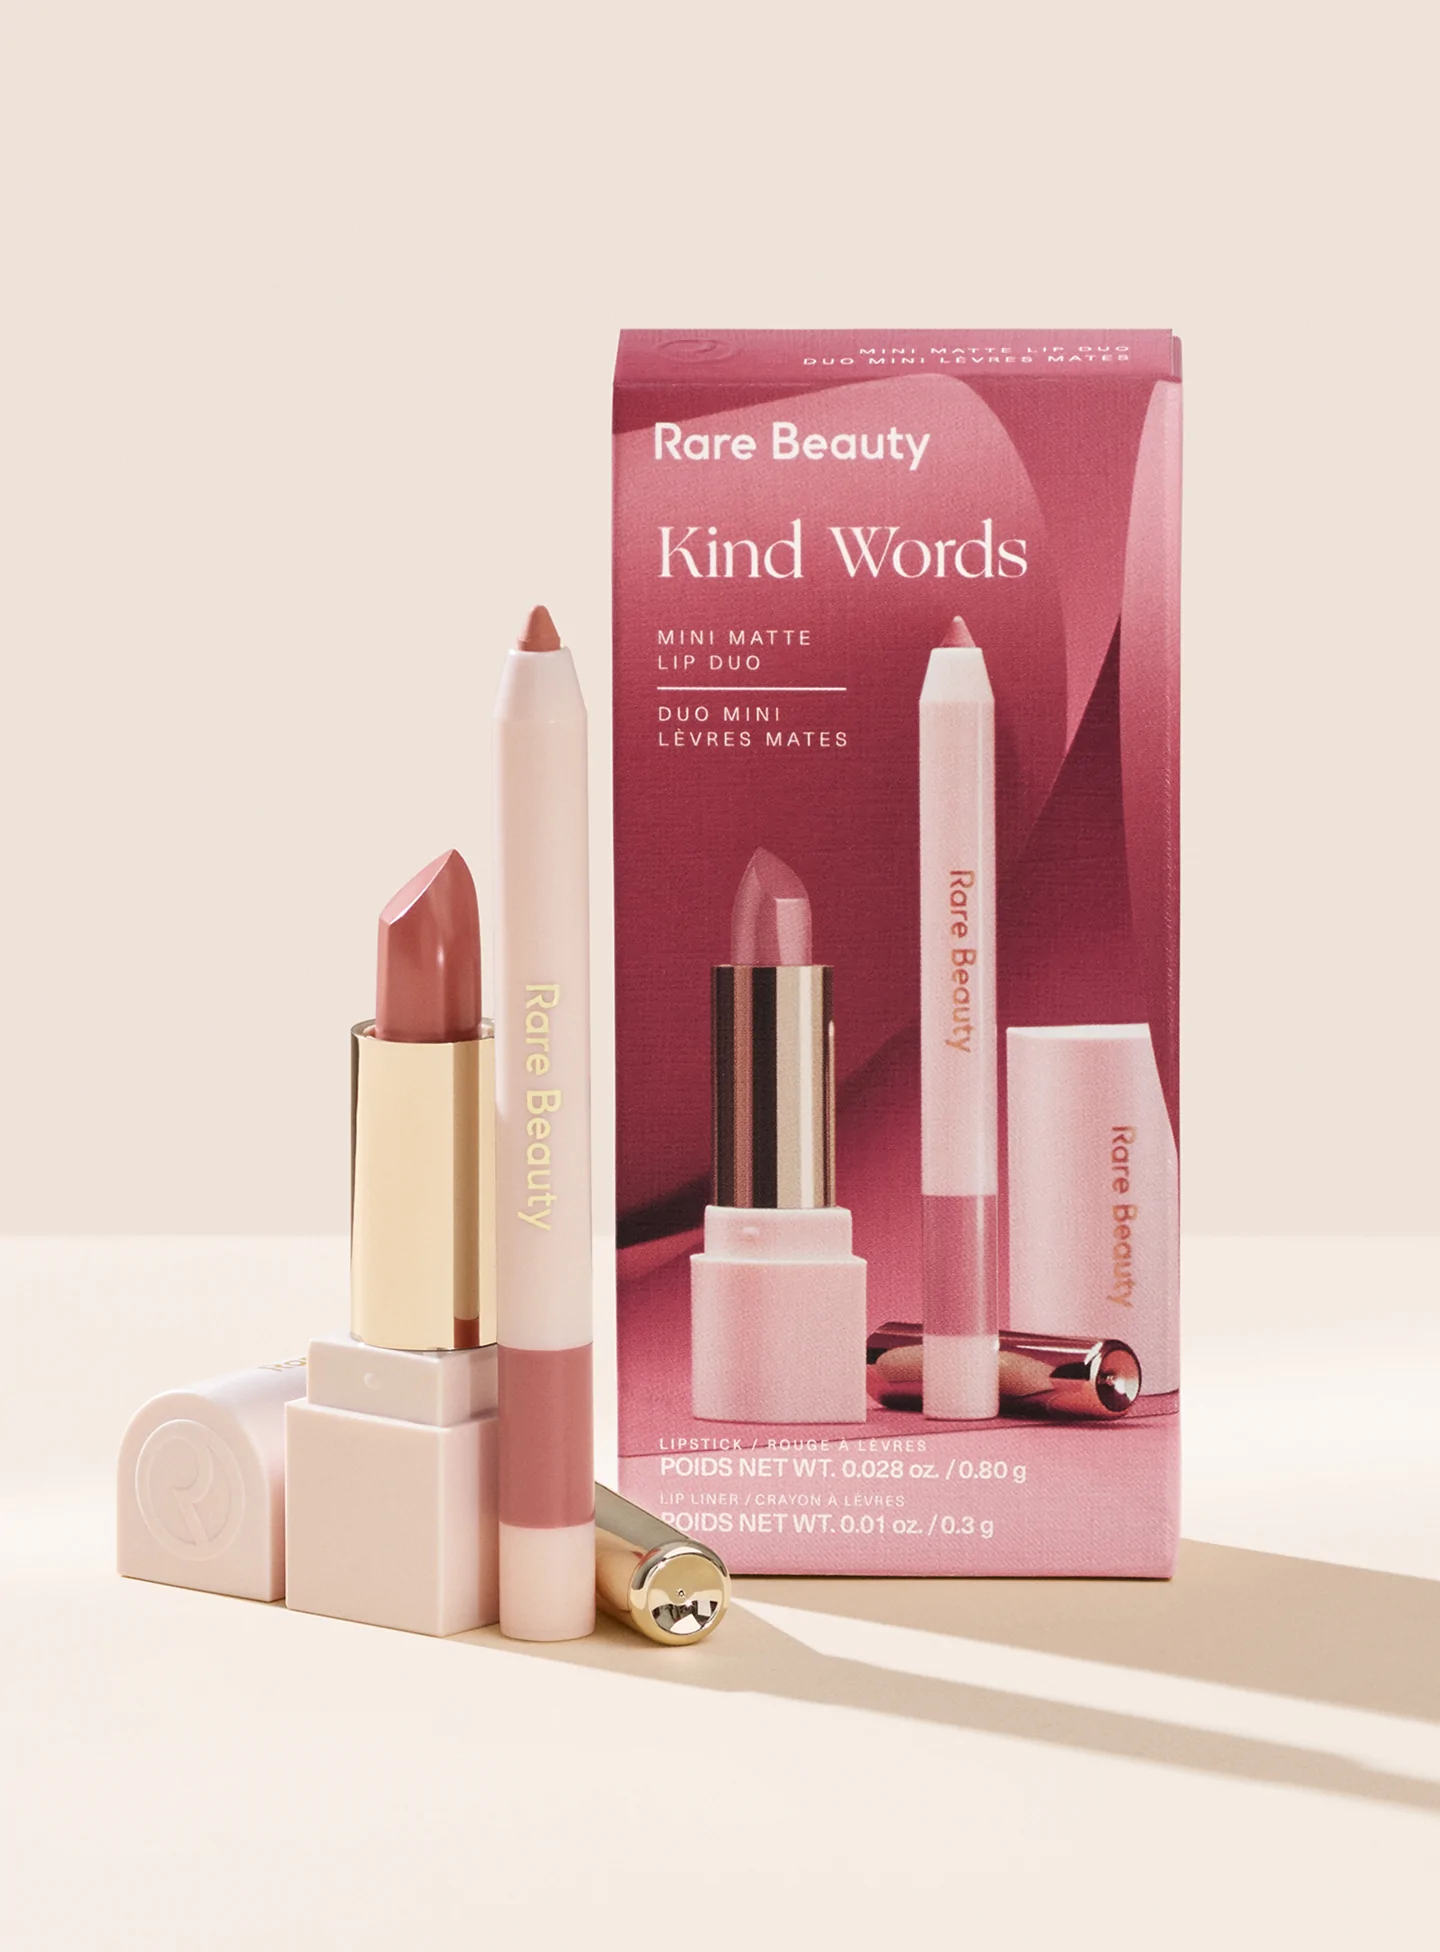 MINI MATTE LIP DUO
DUO MINI LÈVRES MATES
Rare Beauty
Kind Words
MINI MATTE
LIP DUO
DUO MINI
LÈVRES MATES
Rare Beauty
Rare Beauty
Rare Beauty
LIPSTICK / ROUGE À LÈVRES
POIDS NET WT. 0.028 oz. / 0.80 g
LIP LINER / CRAYON À LÈVRES
POIDS NET WT. 0.01 oz. / 0.3 g
R